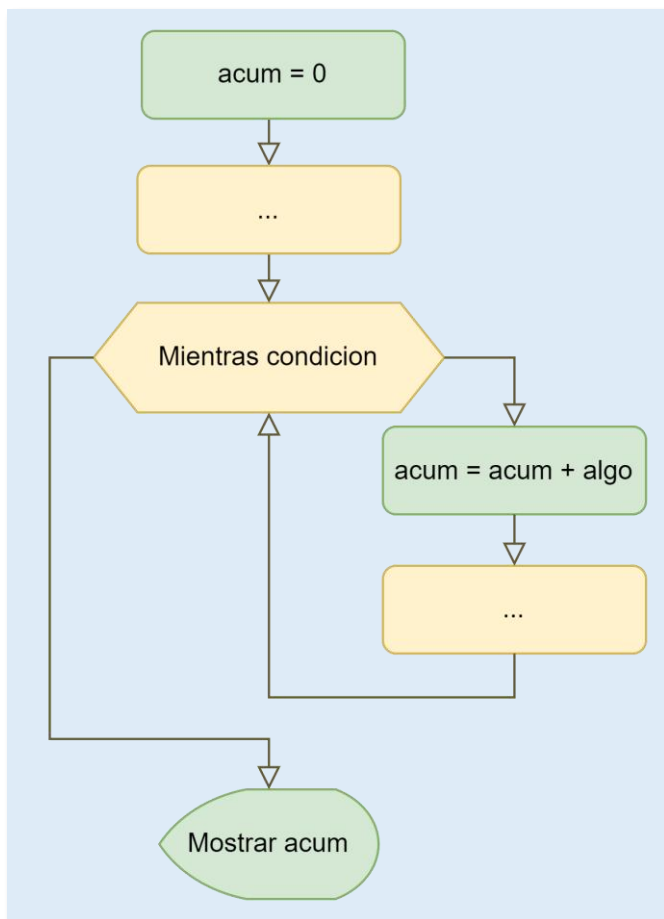 acum = 0
...
Mientras condicion
acum = acum + algo
...
Mostrar acum